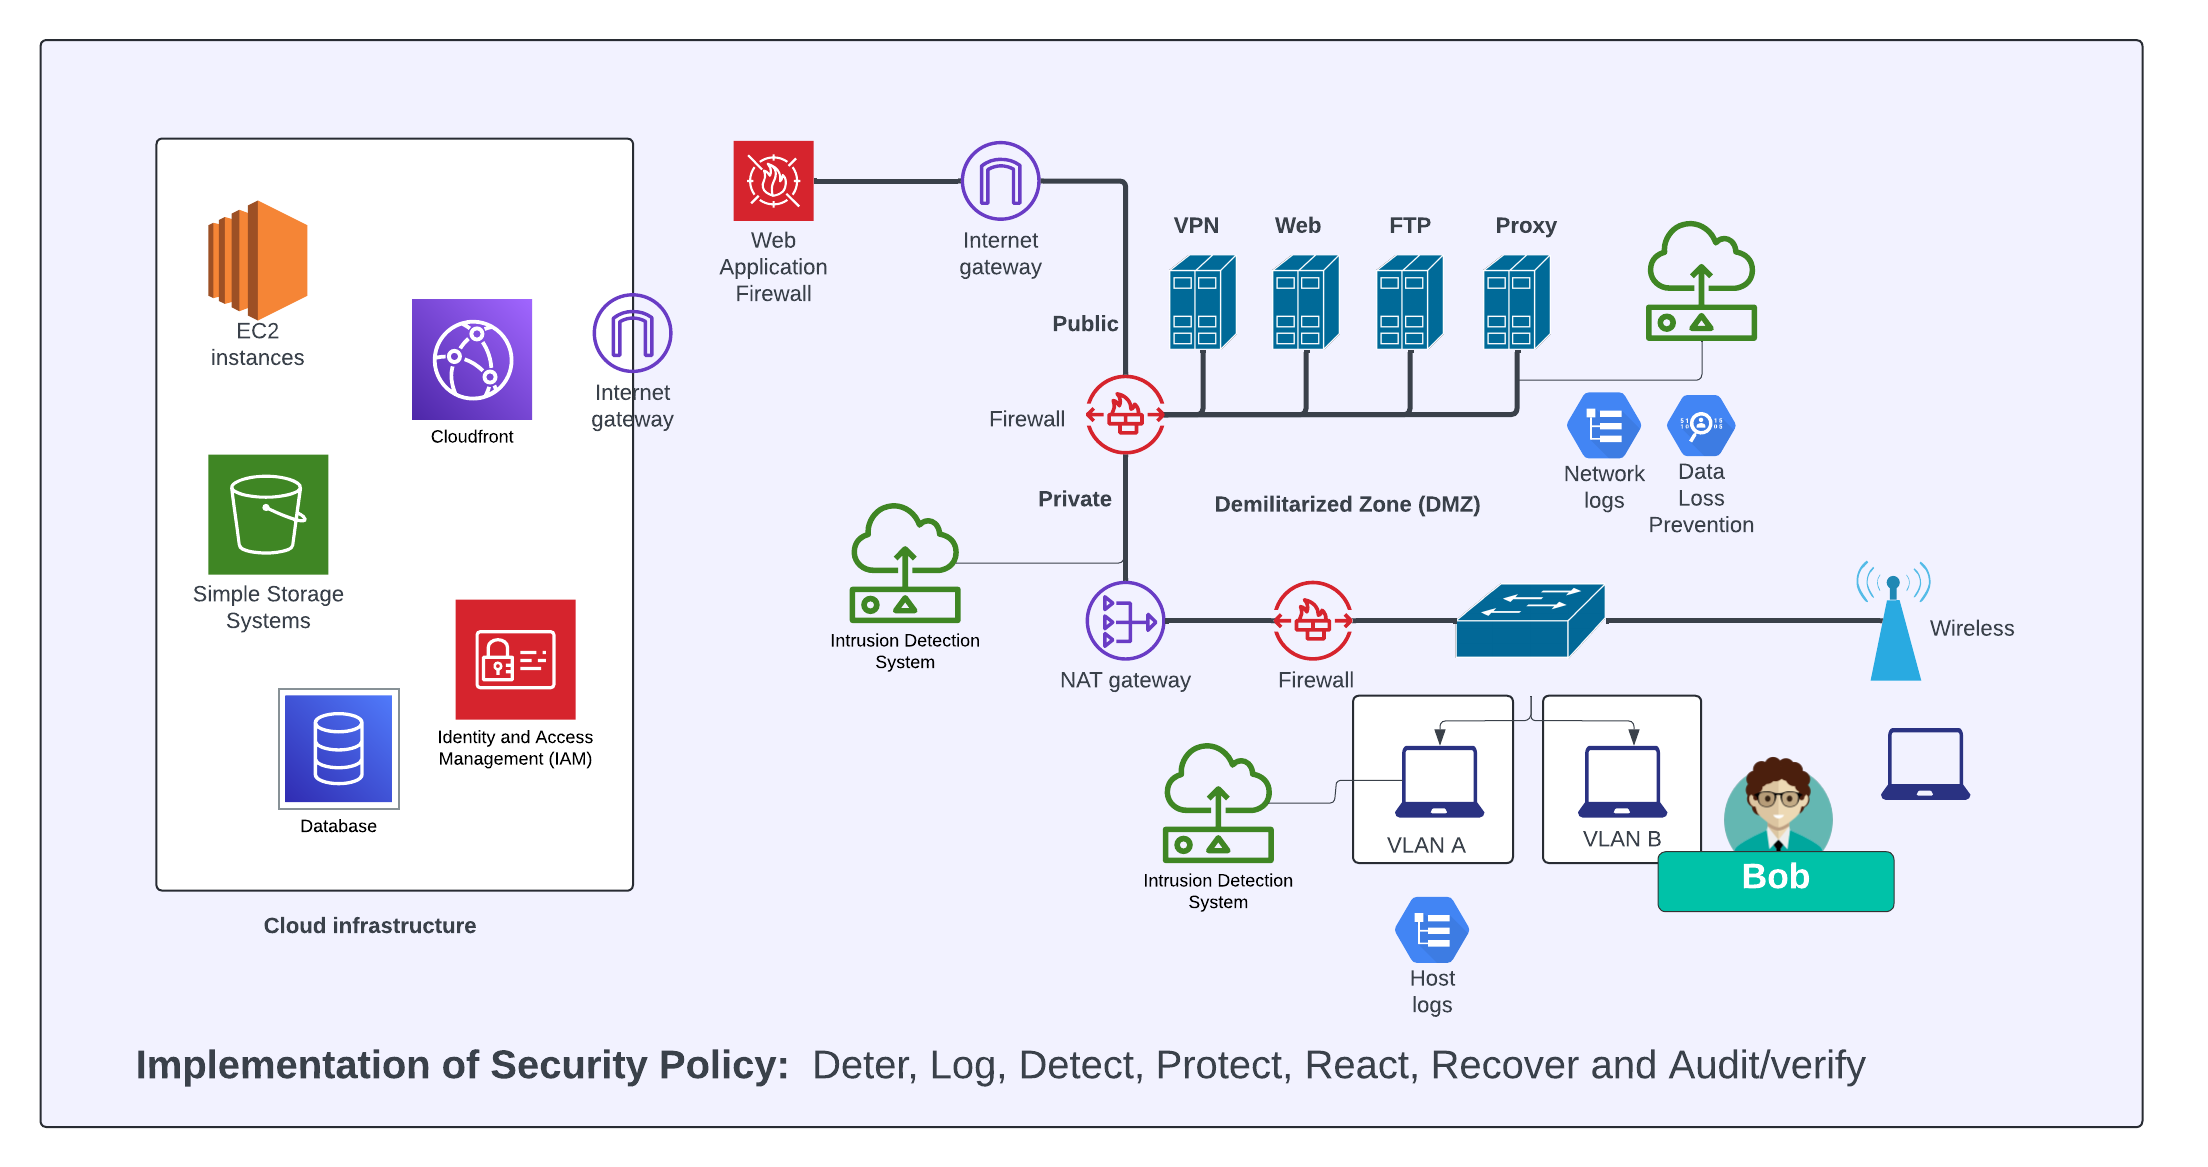 EC2
instances
Cloudfront
Internet
gateway
Simple Storage
Systems
Identity and Access
Management (IAM)
Database
Cloud infrastructure
Web
Application
Firewall
Internet
gateway
Public
Firewall
Private
VPN
Web
FTP
Proxy
Network
logs
Data
Loss
Prevention
Demilitarized Zone (DMZ)
Intrusion Detection
System
NAT gateway
Firewall
Wireless
VLAN A
VLAN B
Bob
Intrusion Detection
System
Host
logs
Implementation of Security Policy: Deter, Log, Detect, Protect, React, Recover and Audit/verify